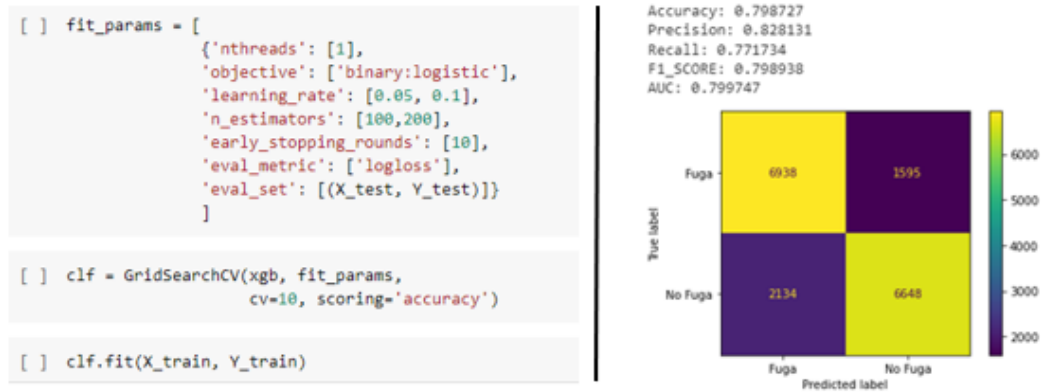 [ ] fit_params = [
{'nthreads': [1],
'objective': ['binary:logistic'],
'learning_rate': [0.05, 0.1],
'n_estimators': [100,200],
'early_stopping_rounds': [10],
'eval_metric': ['logloss'],
'eval_set': [(X_test, Y_test)]}
]
[ ] clf = GridSearchCV(xgb, fit_params,
cv=10, scoring='accuracy')
[ ] clf.fit(X_train, Y_train)
Accuracy: 0.798727
Precision: 0.828131
Recall: 0.771734
F1_SCORE: 0.798938
AUC: 0.799747
Fuga
6938
1595
No Fuga
2134
6648
True label
Fuga
No Fuga
Predicted label
6000
5000
4000
3000
2000